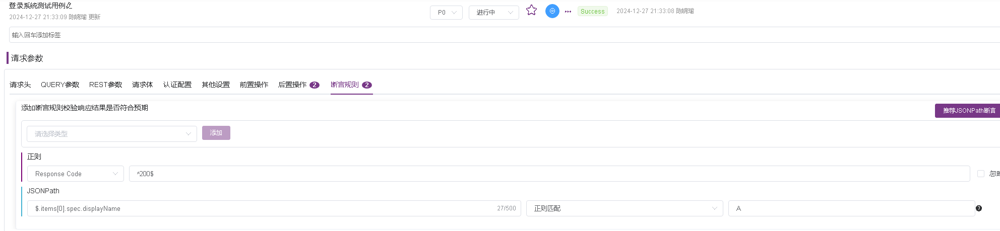 登录系统测试用例
2024-12-27 21:33:09 陈婉瑜 更新
P0
进行中
Success
2024-12-27 21:33:08 陈婉瑜
输入回车添加标签
请求参数
请求头 QUERY参数 REST参数 请求体 认证配置 其他设置 前置操作 后置操作 2 断言规则 2
添加断言规则校验响应结果是否符合预期
推荐JSONPath断言
请选择类型
添加
正则
Response Code
^200$
忽略
JSONPath
$.items[0].spec.displayName
27/500
正则匹配
A